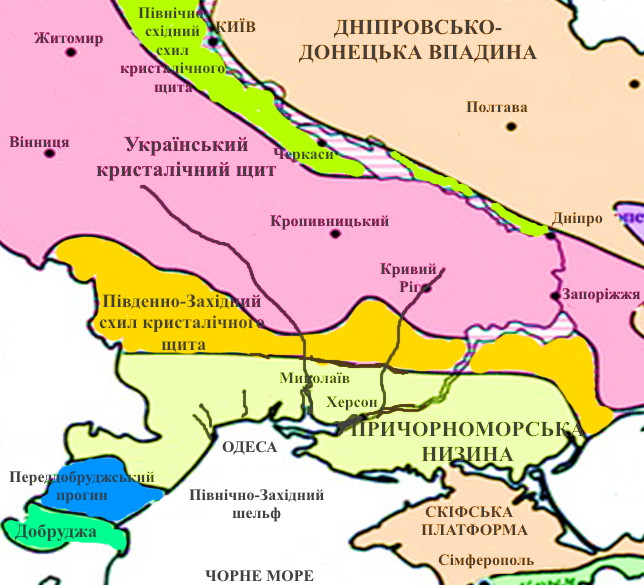 Північно-
східний
схил
кристалічного
щита
КИЇВ
ДНІПРОВСЬКО-
ДОНЕЦЬКА ВПАДИНА
Житомир
Полтава
Вінниця
Український
кристалічний щит
Черкаси
Кропивницький
Дніпро
Кривий
Ріг
Запоріжжя
Південно-Західний
схил кристалічного
щита
Миколаїв
Херсон
ПРИЧОРНОМОРСЬКА
НИЗИНА
ОДЕСА
Переддобруджський
прогин
Північно-Західний
шельф
СКІФСЬКА
ПЛАТФОРМА
Добруджа
Сімферополь
ЧОРНЕ МОРЕ